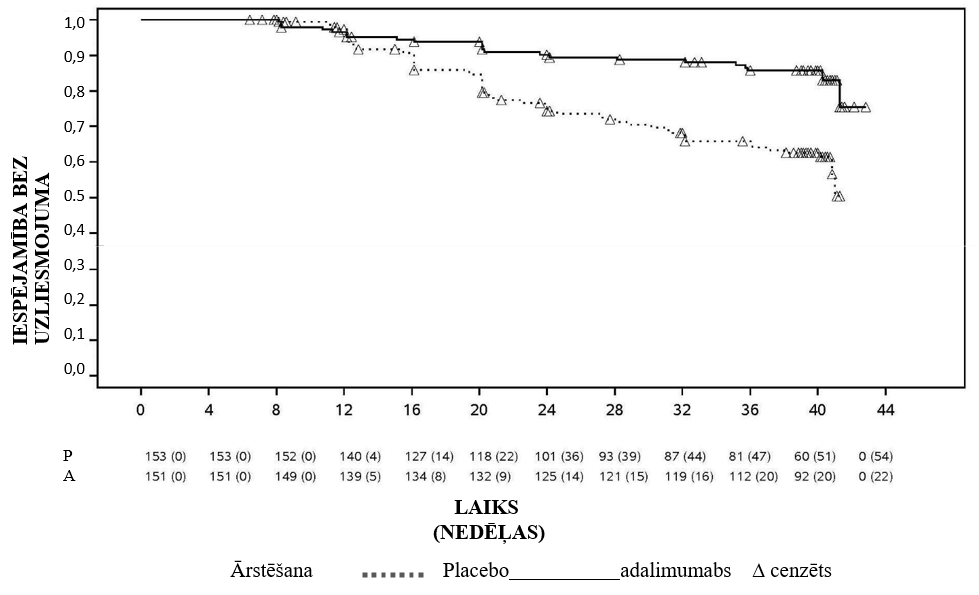 1,0
0,9
0,8
0,7
0,6
0,5
0,4
0,3
0,2
0,1
0,0
IESPĒJAMĪBA BEZ
UZLIESMOJUMA
0 4 8 12 16 20 24 28 32 36 40 44
P 153 (0) 153 (0) 152 (0) 140 (4) 127 (14) 118 (22) 101 (36) 93 (39) 87 (44) 81 (47) 60 (51) 0 (54)
A 151 (0) 151 (0) 149 (0) 139 (5) 134 (8) 132 (9) 125 (14) 121 (15) 119 (16) 112 (20) 92 (20) 0 (22)
LAIKS
(NEDĒĻAS)
Ārstēšana Placebo___________adalimumabs Δ cenzēts